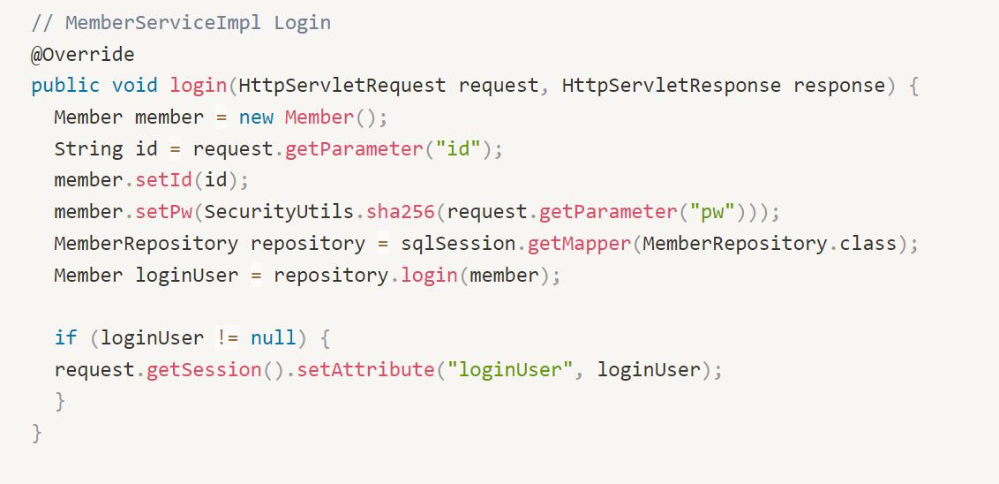 // MemberServiceImpl Login
@Override
public void login(HttpServletRequest request, HttpServletResponse response) {
  Member member = new Member();
  String id = request.getParameter("id");
  member.setId(id);
  member.setPw(SecurityUtils.sha256(request.getParameter("pw")));
  MemberRepository repository = sqlSession.getMapper(MemberRepository.class);
  Member loginUser = repository.login(member);

  if (loginUser != null) {
  request.getSession().setAttribute("loginUser", loginUser);
  }
}